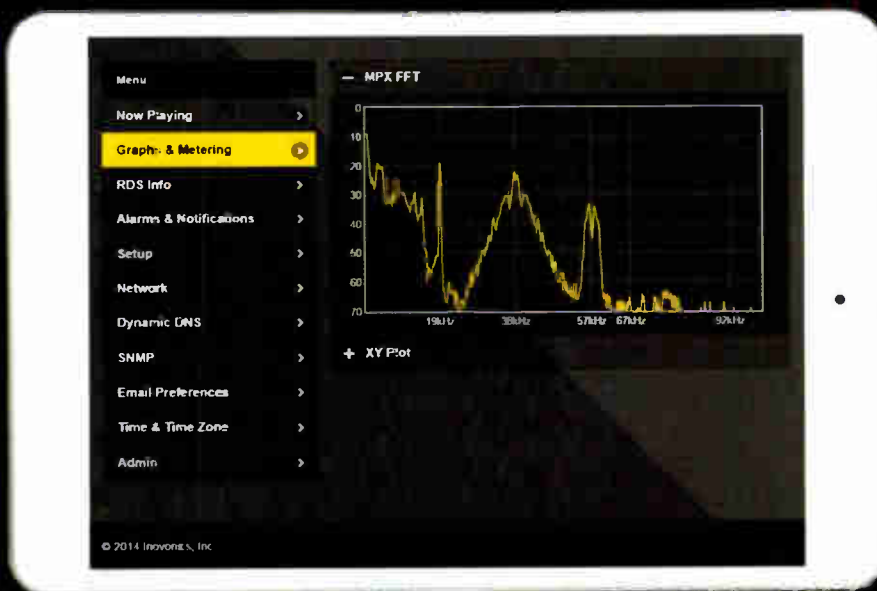 Menu
Now Playing
Graphs & Metering
RDS Info
Alarms & Notifications
Setup
Network
Dynamic DNS
SNMP
Email Preferences
Time & Time Zone
Admin
— MPX FFT
0
10
20
30
40
50
60
70
19kHz 38kHz 57kHz 67kHz 92kHz
+ XY Plot
© 2014 Inovonics, Inc